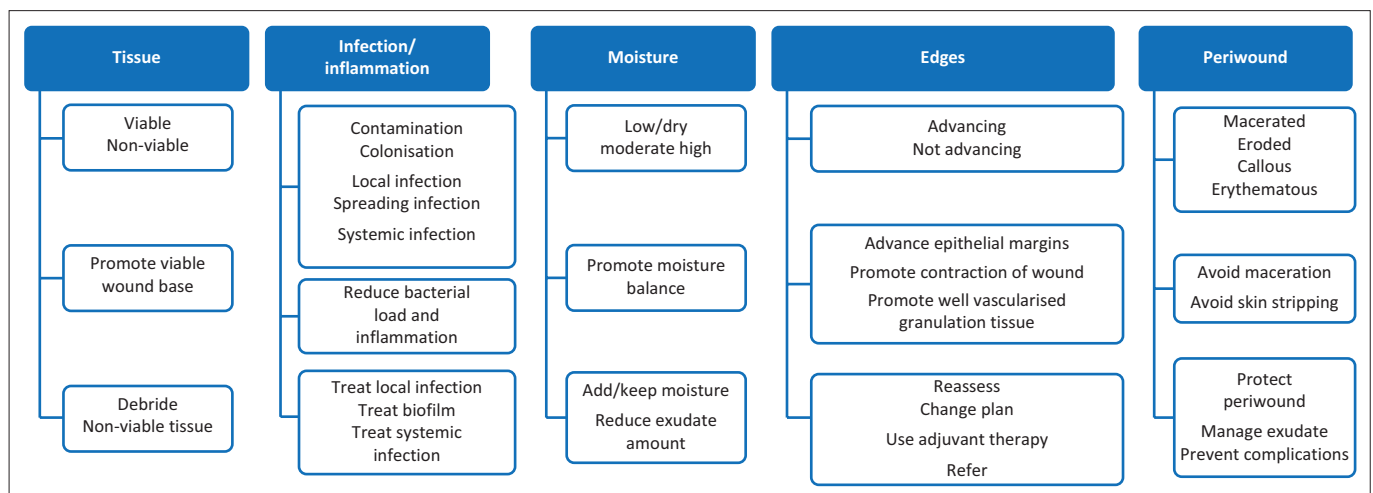 Tissue
Viable
Non-viable
Promote viable
wound base
Debride
Non-viable tissue
Infection/
inflammation
Contamination
Colonisation
Local infection
Spreading infection
Systemic infection
Reduce bacterial
load and
inflammation
Treat local infection
Treat biofilm
Treat systemic
infection
Moisture
Low/dry
moderate high
Promote moisture
balance
Add/keep moisture
Reduce exudate
amount
Edges
Advancing
Not advancing
Advance epithelial margins
Promote contraction of wound
Promote well vascularised
granulation tissue
Reassess
Change plan
Use adjuvant therapy
Refer
Periwound
Macerated
Eroded
Callous
Erythematous
Avoid maceration
Avoid skin stripping
Protect
periwound
Manage exudate
Prevent complications